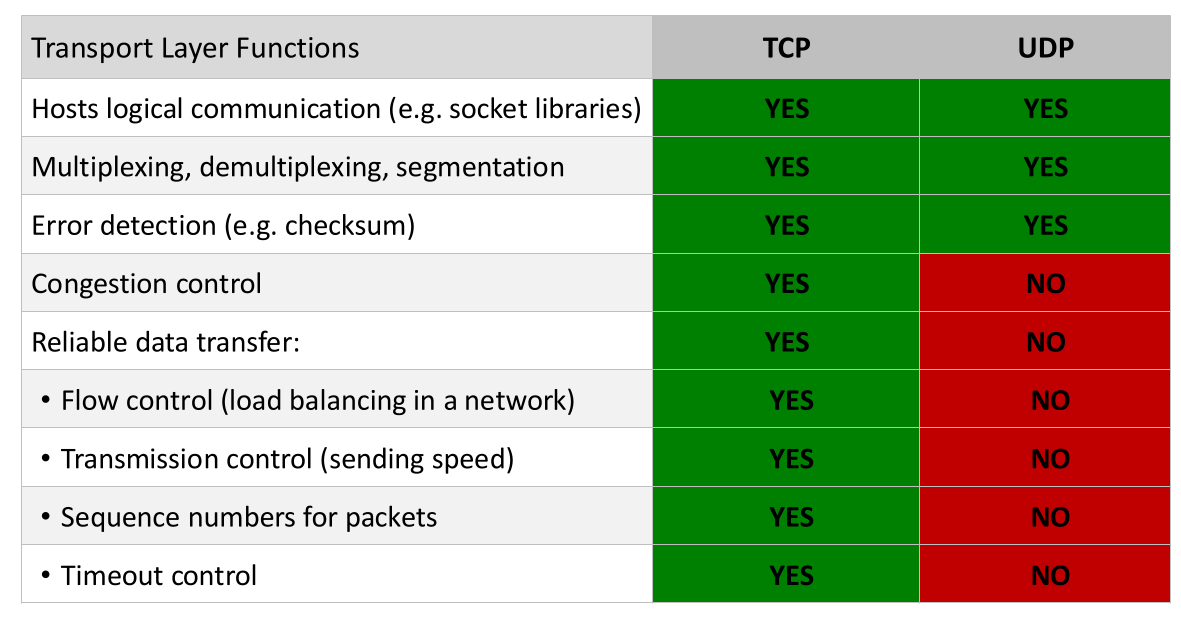 Transport Layer Functions TCP UDP
Hosts logical communication (e.g. socket libraries) YES YES
Multiplexing, demultiplexing, segmentation YES YES
Error detection (e.g. checksum) YES YES
Congestion control YES NO
Reliable data transfer: YES NO
• Flow control (load balancing in a network) YES NO
• Transmission control (sending speed) YES NO
• Sequence numbers for packets YES NO
• Timeout control YES NO